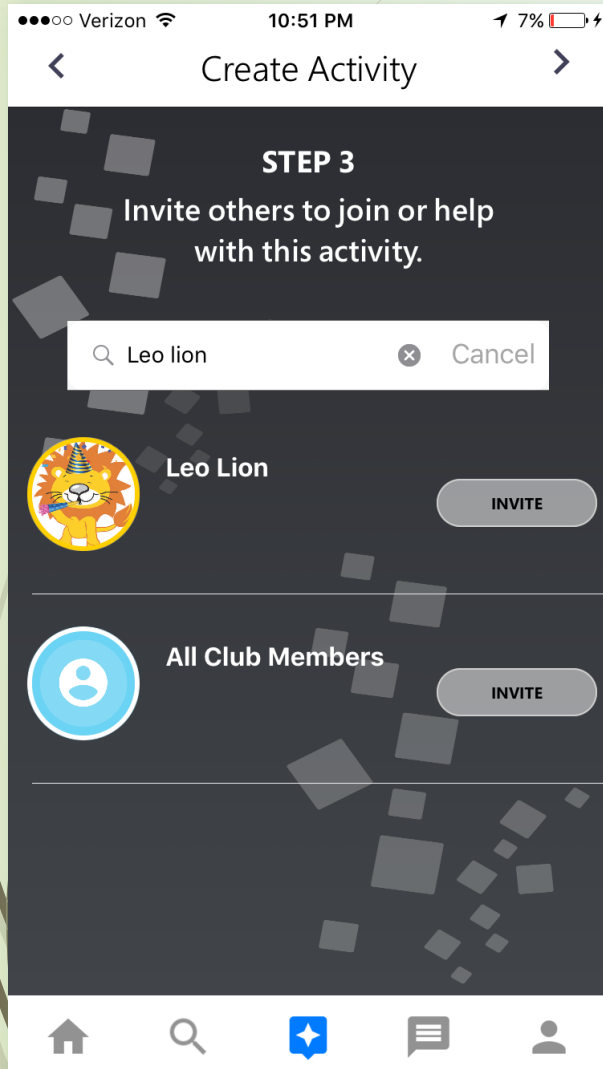 Verizon 10:51 PM 7%
Create Activity
STEP 3
Invite others to join or help
with this activity.
Leo lion Cancel
Leo Lion
INVITE
All Club Members
INVITE